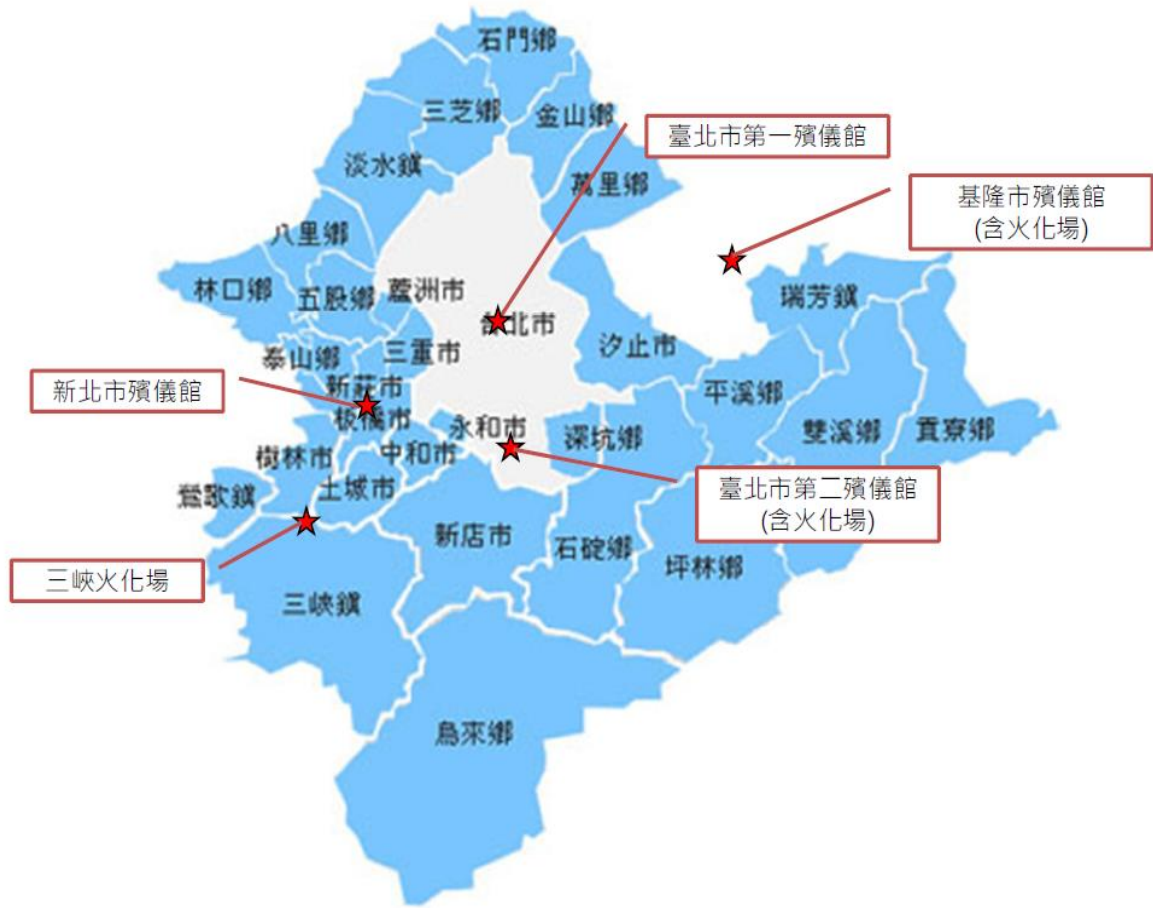 石門鄉
三芝鄉
金山鄉
臺北市第一殯儀館
淡水鎮
萬里鄉
基隆市殯儀館
(含火化場)
八里鄉
林口鄉
五股鄉
蘆洲市
瑞芳鎮
台北市
汐止市
三重市
泰山鄉
新北市殯儀館
新莊市
平溪鄉
板橋市
永和市
深坑鄉
雙溪鄉
貢寮鄉
樹林市
中和市
土城市
鶯歌鎮
臺北市第二殯儀館
(含火化場)
新店市
石碇鄉
坪林鄉
三峽火化場
三峽鎮
烏來鄉